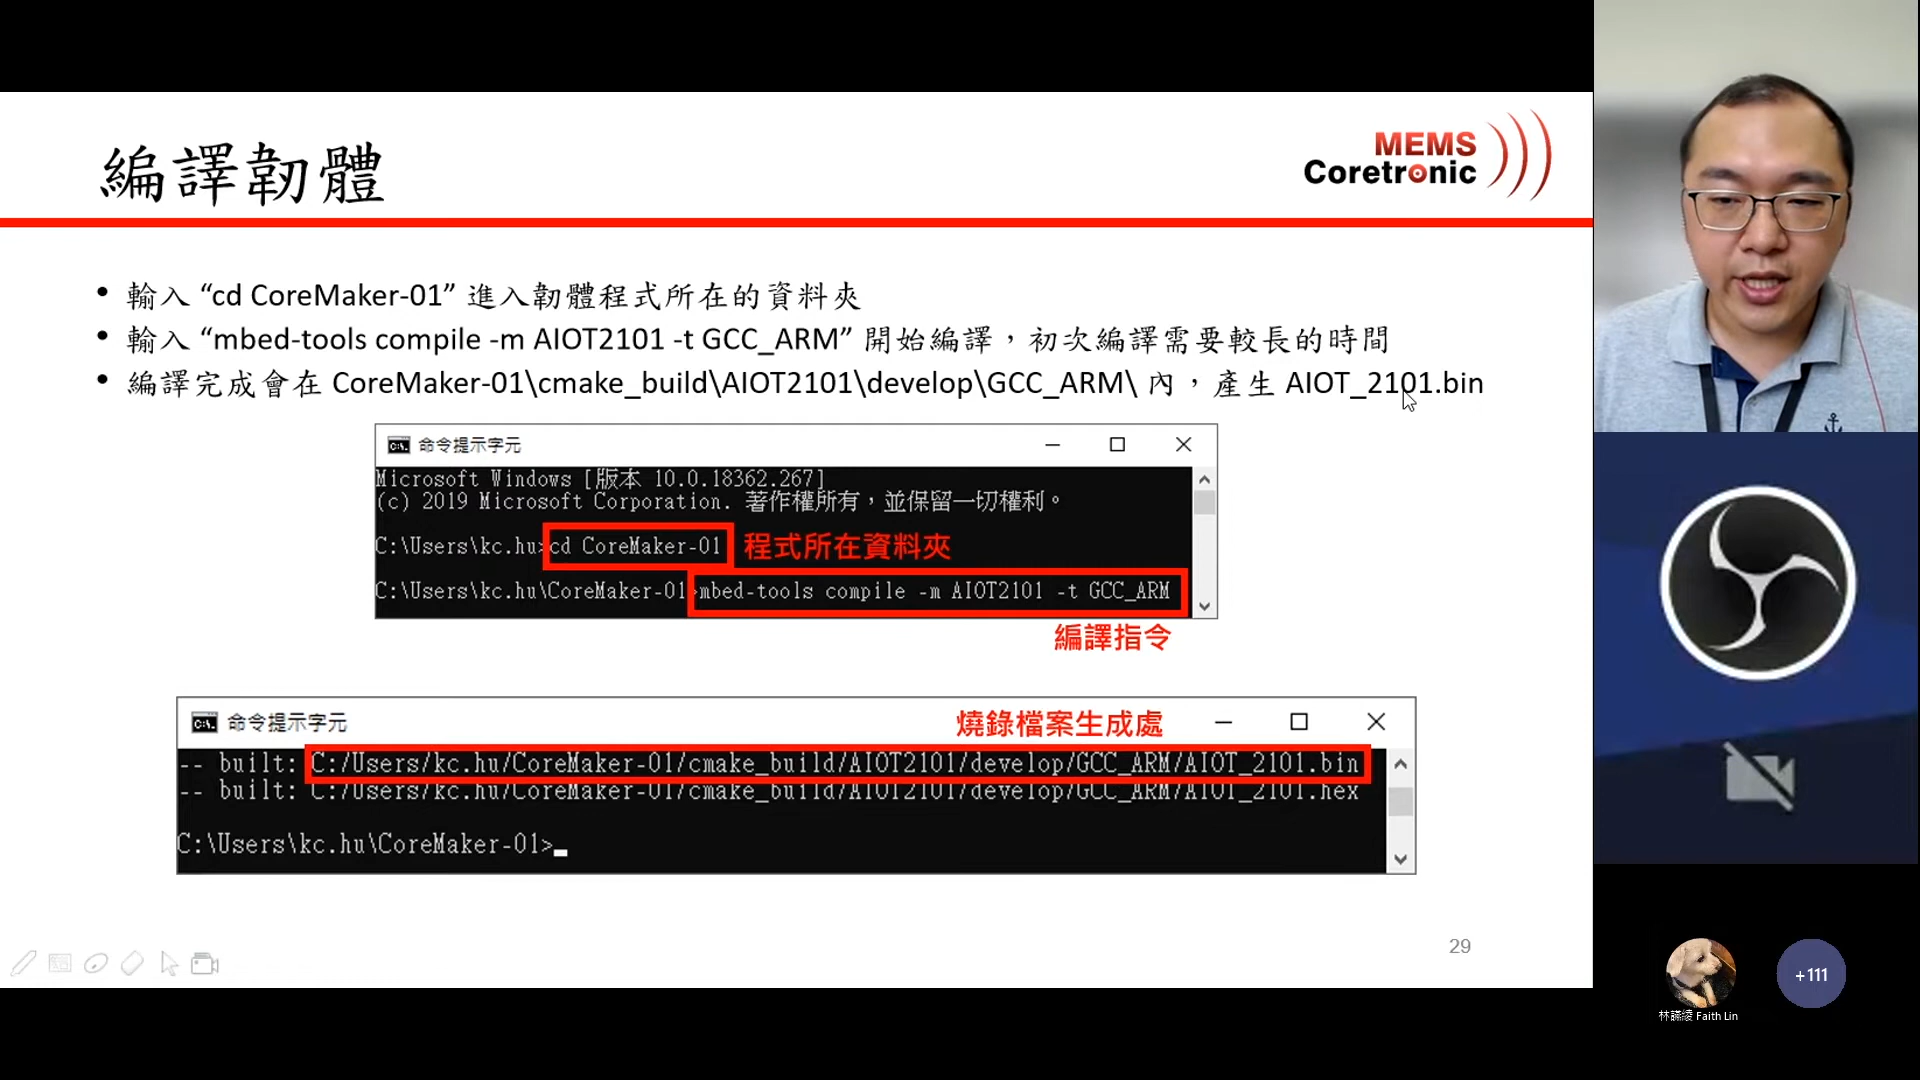 編譯韌體
MEMS
Coretronic
• 輸入 “cd CoreMaker-01” 進入韌體程式所在的資料夾
• 輸入 “mbed-tools compile -m AIOT2101 -t GCC_ARM” 開始編譯，初次編譯需要較長的時間
• 編譯完成會在 CoreMaker-01\cmake_build\AIOT2101\develop\GCC_ARM\ 內，產生 AIOT_2101.bin
命令提示字元
Microsoft Windows [版本 10.0.18362.267]
(c) 2019 Microsoft Corporation. 著作權所有，並保留一切權利。
C:\Users\kc.hu>cd CoreMaker-01 程式所在資料夾
C:\Users\kc.hu\CoreMaker-01>mbed-tools compile -m AIOT2101 -t GCC_ARM
編譯指令
命令提示字元 燒錄檔案生成處
-- built: C:/Users/kc.hu/CoreMaker-01/cmake_build/AIOT2101/develop/GCC_ARM/AIOT_2101.bin
-- built: C:/Users/kc.hu/CoreMaker-01/cmake_build/AIOT2101/develop/GCC_ARM/AIOT_2101.hex
C:\Users\kc.hu\CoreMaker-01>
29
+111
Faith Lin